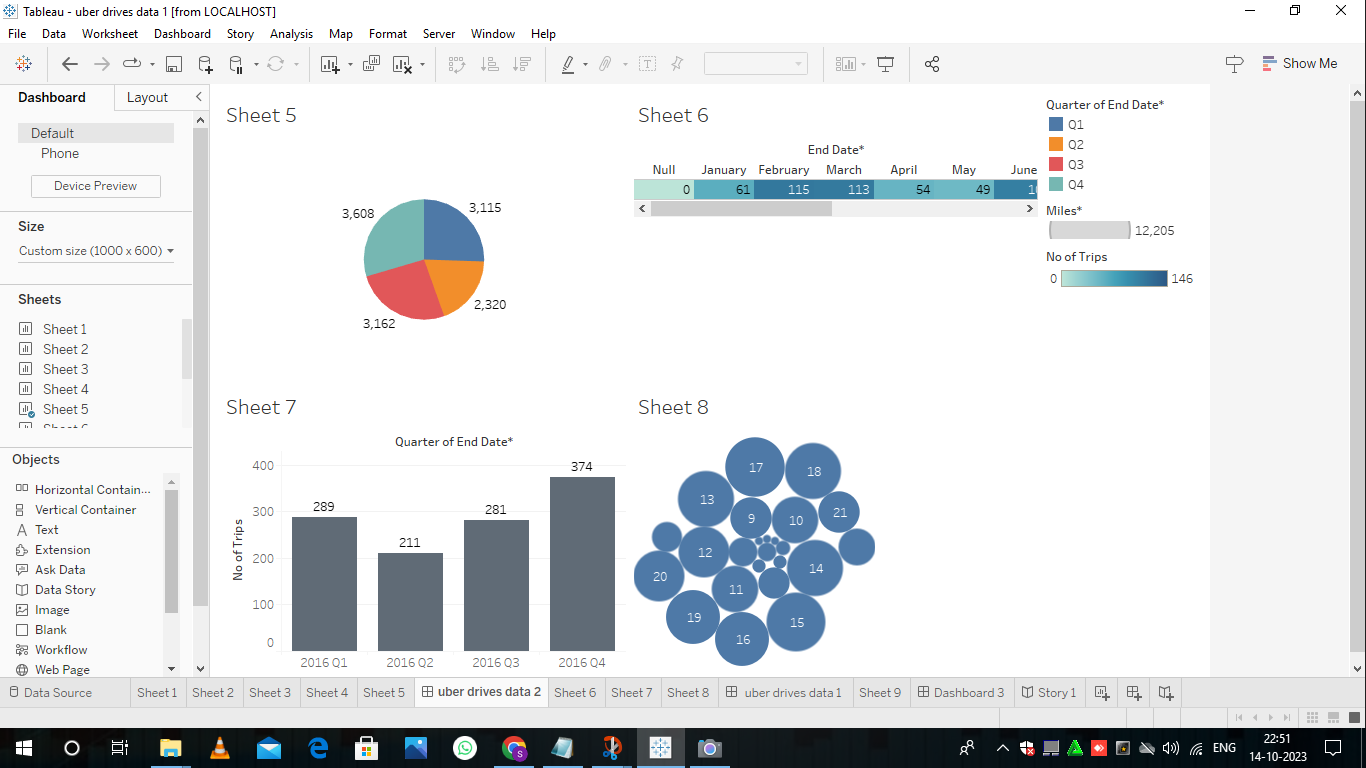 Tableau - uber drives data 1 [from LOCALHOST]
File Data Worksheet Dashboard Story Analysis Map Format Server Window Help
Show Me
Dashboard Layout
Default
Phone
Device Preview
Size
Custom size (1000 x 600)
Sheets
Sheet 1
Sheet 2
Sheet 3
Sheet 4
Sheet 5
Objects
Horizontal Contain...
Vertical Container
Text
Extension
Ask Data
Data Story
Image
Blank
Workflow
Web Page
Sheet 5
3,608
3,115
2,320
3,162
Sheet 6
End Date*
Null January February March April May June
0 61 115 113 54 49
Quarter of End Date*
Q1
Q2
Q3
Q4
Miles*
12,205
No of Trips
0 146
Sheet 7
Quarter of End Date*
No of Trips
400
300
200
100
0
289
211
281
374
2016 Q1 2016 Q2 2016 Q3 2016 Q4
Sheet 8
17
18
13
9
10
21
12
20
11
14
19
16
15
Data Source Sheet 1 Sheet 2 Sheet 3 Sheet 4 Sheet 5 uber drives data 2 Sheet 6 Sheet 7 Sheet 8 uber drives data 1 Sheet 9 Dashboard 3 Story 1
ENG
22:51
14-10-2023